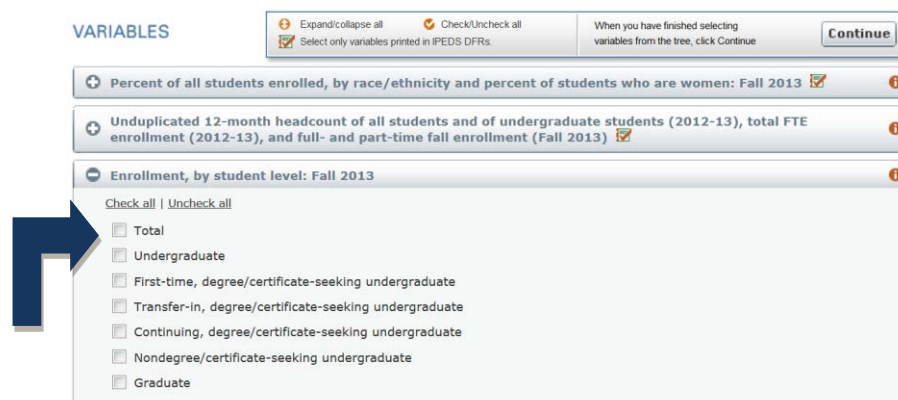 VARIABLES
Expand/collapse all
Check/Uncheck all
Select only variables printed in IPEDS DFRs.
When you have finished selecting
variables from the tree, click Continue
Continue
Percent of all students enrolled, by race/ethnicity and percent of students who are women: Fall 2013
Unduplicated 12-month headcount of all students and of undergraduate students (2012-13), total FTE
enrollment (2012-13), and full- and part-time fall enrollment (Fall 2013)
Enrollment, by student level: Fall 2013
Check all | Uncheck all
Total
Undergraduate
First-time, degree/certificate-seeking undergraduate
Transfer-in, degree/certificate-seeking undergraduate
Continuing, degree/certificate-seeking undergraduate
Nondegree/certificate-seeking undergraduate
Graduate